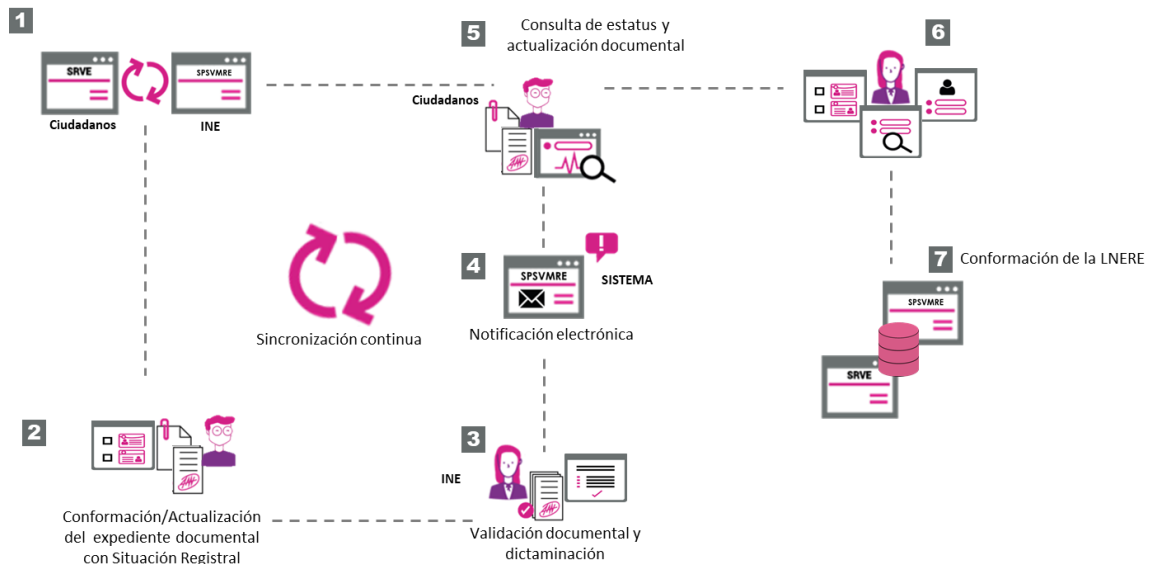 1
SRVE
SPSVMRE
Ciudadanos
INE
5
Consulta de estatus y
actualización documental
Ciudadanos
6
Sincronización continua
4
SPSVMRE
SISTEMA
Notificación electrónica
7
Conformación de la LNERE
SPSVMRE
SRVE
2
Conformación/Actualización
del expediente documental
con Situación Registral
3
INE
Validación documental y
dictaminación